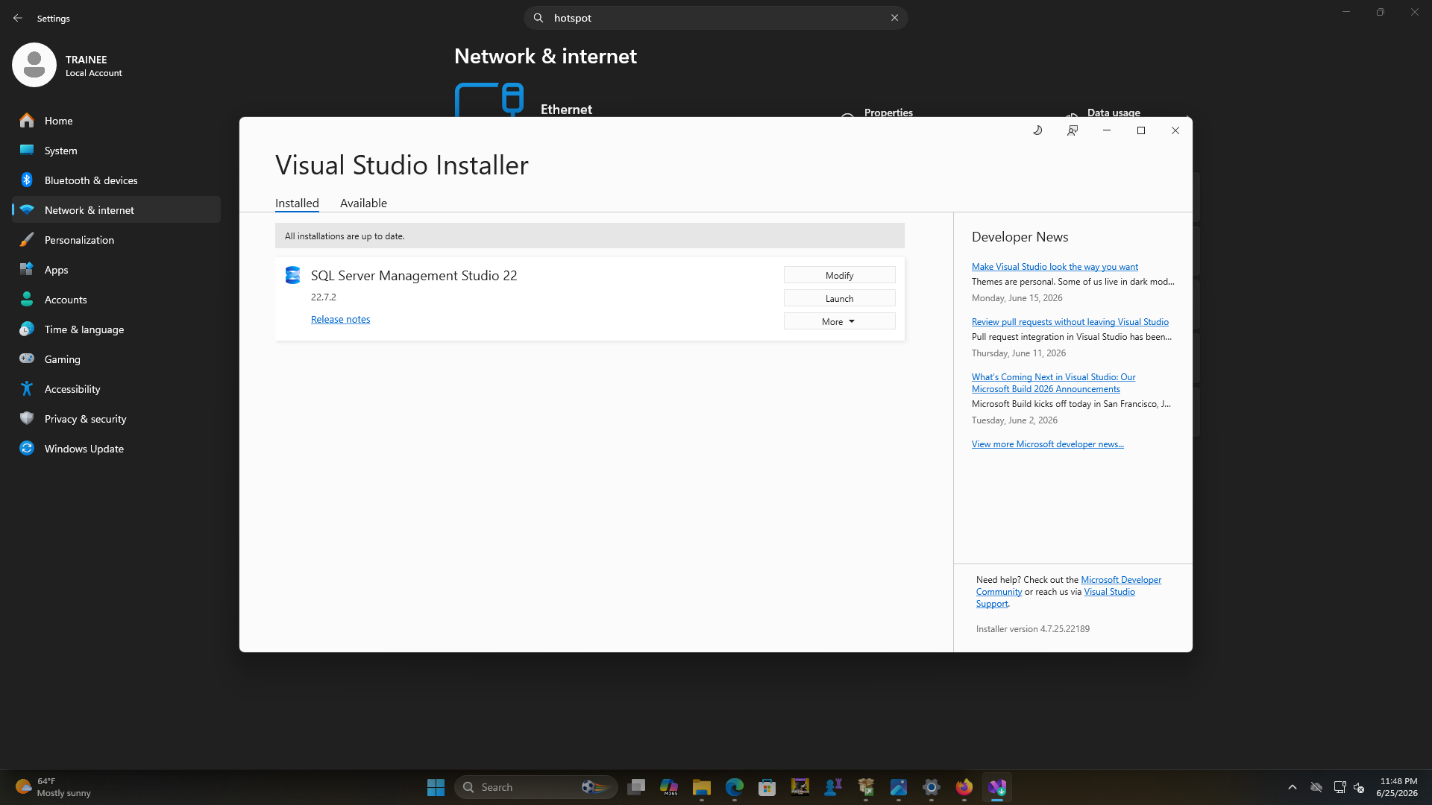 Settings
hotspot
TRAINEE
Local Account
Home
System
Bluetooth & devices
Network & internet
Personalization
Apps
Accounts
Time & language
Gaming
Accessibility
Privacy & security
Windows Update
Network & internet
Ethernet
Properties
Data usage
Visual Studio Installer
Installed
Available
All installations are up to date.
SQL Server Management Studio 22
22.7.2
Release notes
Modify
Launch
More
Developer News
Make Visual Studio look the way you want
Themes are personal. Some of us live in dark mod...
Monday, June 15, 2026
Review pull requests without leaving Visual Studio
Pull request integration in Visual Studio has been...
Thursday, June 11, 2026
What's Coming Next in Visual Studio: Our
Microsoft Build 2026 Announcements
Microsoft Build kicks off today in San Francisco, J...
Tuesday, June 2, 2026
View more Microsoft developer news...
Need help? Check out the Microsoft Developer
Community or reach us via Visual Studio
Support.
Installer version 4.7.25.22189
64°F
Mostly sunny
Search
11:48 PM
6/25/2026